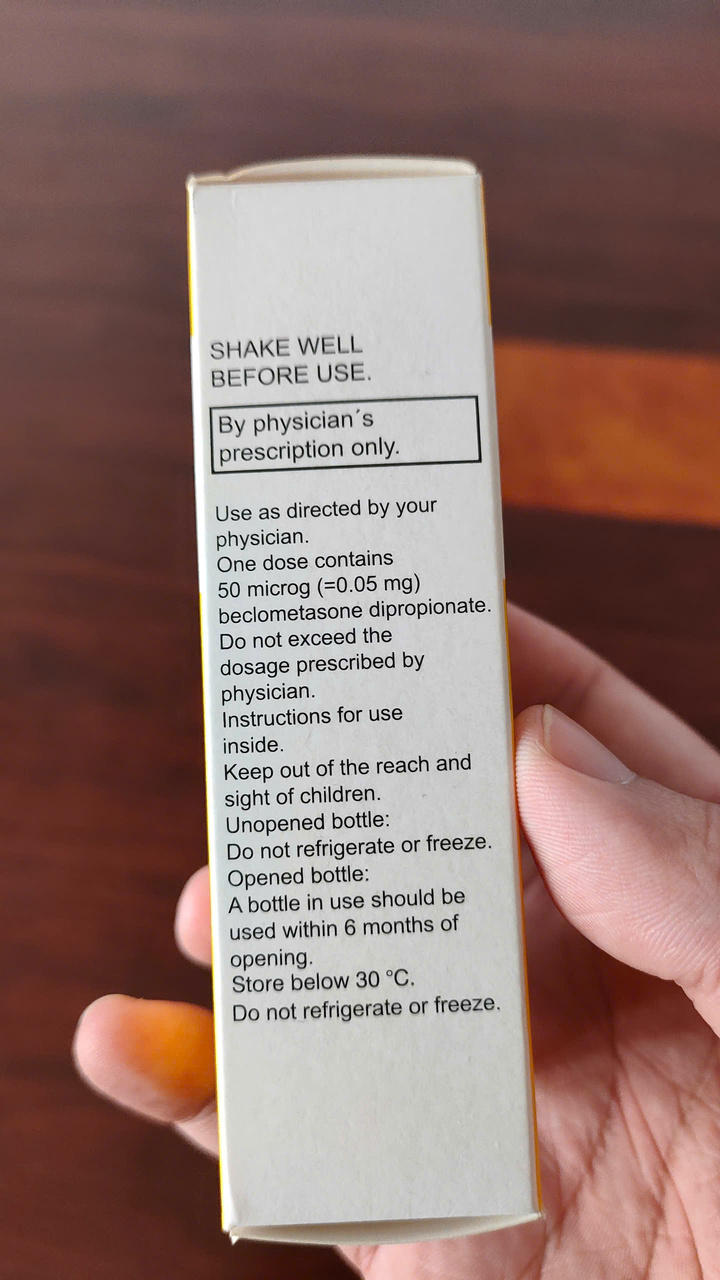 SHAKE WELL
BEFORE USE.
By physician´s
prescription only.
Use as directed by your
physician.
One dose contains
50 microg (=0.05 mg)
beclometasone dipropionate.
Do not exceed the
dosage prescribed by
physician.
Instructions for use
inside.
Keep out of the reach and
sight of children.
Unopened bottle:
Do not refrigerate or freeze.
Opened bottle:
A bottle in use should be
used within 6 months of
opening.
Store below 30 °C.
Do not refrigerate or freeze.